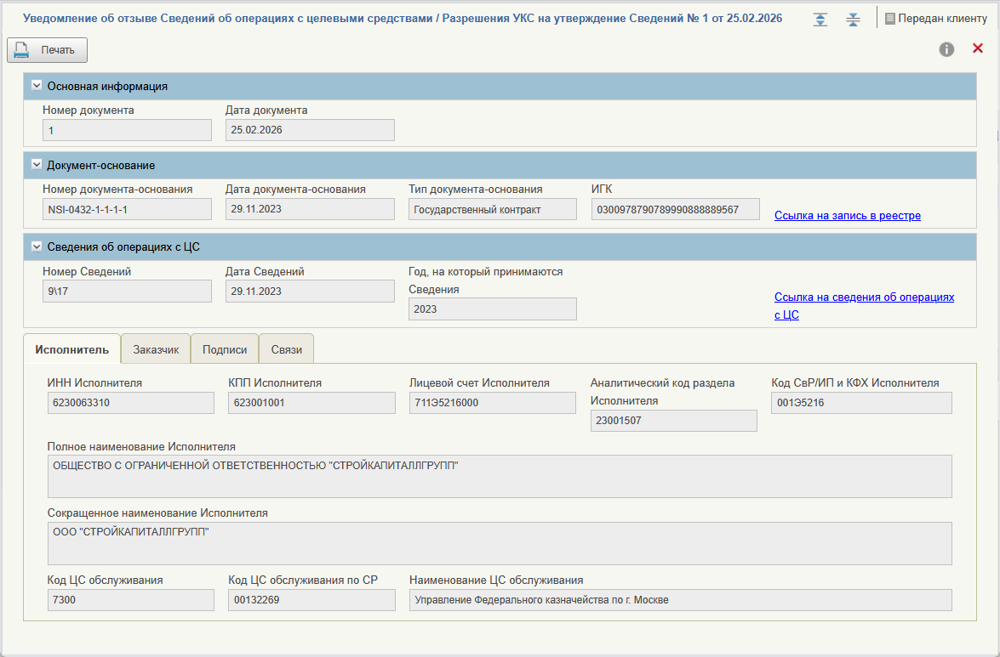 Уведомление об отзыве Сведений об операциях с целевыми средствами / Разрешения УКС на утверждение Сведений № 1 от 25.02.2026
Передан клиенту
Печать
Основная информация
Номер документа Дата документа
1 25.02.2026
Документ-основание
Номер документа-основания Дата документа-основания Тип документа-основания ИГК
NSI-0432-1-1-1-1 29.11.2023 Государственный контракт 0300978790789990888889567 Ссылка на запись в реестре
Сведения об операциях с ЦС
Номер Сведений Дата Сведений Год, на который принимаются
Сведения
9\17 29.11.2023 2023
Ссылка на сведения об операциях
с ЦС
Исполнитель Заказчик Подписи Связи
ИНН Исполнителя КПП Исполнителя Лицевой счет Исполнителя Аналитический код раздела Код СвР/ИП и КФХ Исполнителя
Исполнителя
6230063310 623001001 711Э5216000 23001507 001Э5216
Полное наименование Исполнителя
ОБЩЕСТВО С ОГРАНИЧЕННОЙ ОТВЕТСТВЕННОСТЬЮ "СТРОЙКАПИТАЛЛГРУПП"
Сокращенное наименование Исполнителя
ООО "СТРОЙКАПИТАЛЛГРУПП"
Код ЦС обслуживания Код ЦС обслуживания по СР Наименование ЦС обслуживания
7300 00132269 Управление Федерального казначейства по г. Москве